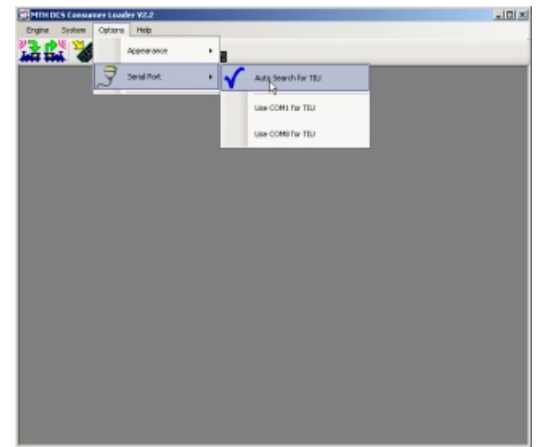 MTH DCS Consumer Loader V2.2
Engine System Options Help
Appearance
Serial Port
Auto Search for TIU
Use COM1 for TIU
Use COM8 for TIU